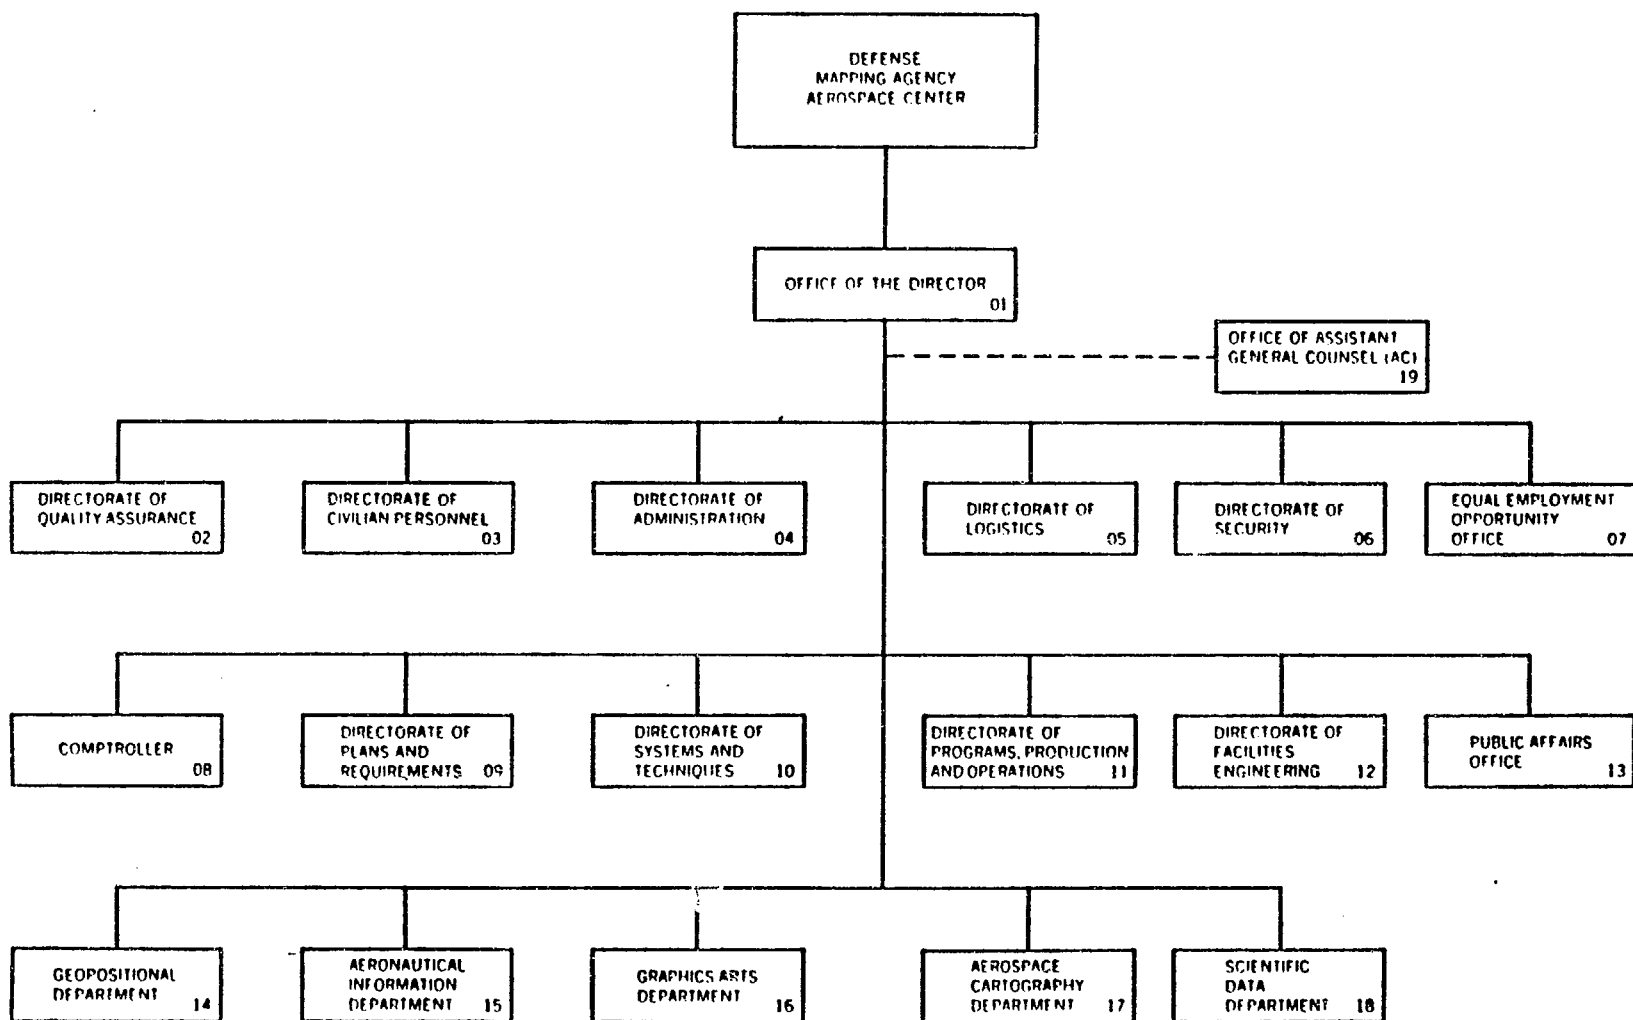 DEFENSE
MAPPING AGENCY
AEROSPACE CENTER
OFFICE OF THE DIRECTOR
01
OFFICE OF ASSISTANT
GENERAL COUNSEL (AC)
19
DIRECTORATE OF
QUALITY ASSURANCE
02
DIRECTORATE OF
CIVILIAN PERSONNEL
03
DIRECTORATE OF
ADMINISTRATION
04
DIRECTORATE OF
LOGISTICS
05
DIRECTORATE OF
SECURITY
06
EQUAL EMPLOYMENT
OPPORTUNITY
OFFICE
07
COMPTROLLER
08
DIRECTORATE OF
PLANS AND
REQUIREMENTS
09
DIRECTORATE OF
SYSTEMS AND
TECHNIQUES
10
DIRECTORATE OF
PROGRAMS, PRODUCTION
AND OPERATIONS
11
DIRECTORATE OF
FACILITIES
ENGINEERING
12
PUBLIC AFFAIRS
OFFICE
13
GEOPOSITIONAL
DEPARTMENT
14
AERONAUTICAL
INFORMATION
DEPARTMENT
15
GRAPHICS ARTS
DEPARTMENT
16
AEROSPACE
CARTOGRAPHY
DEPARTMENT
17
SCIENTIFIC
DATA
DEPARTMENT
18